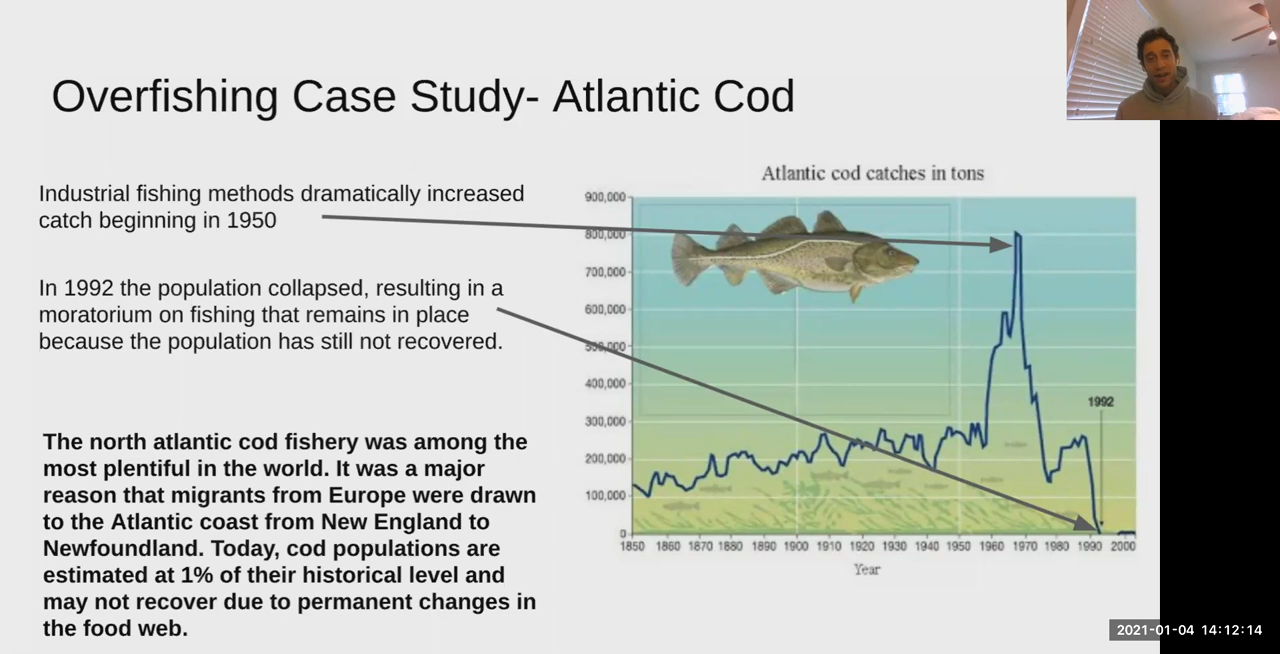 Overfishing Case Study- Atlantic Cod
Industrial fishing methods dramatically increased
catch beginning in 1950
In 1992 the population collapsed, resulting in a
moratorium on fishing that remains in place
because the population has still not recovered.
The north atlantic cod fishery was among the
most plentiful in the world. It was a major
reason that migrants from Europe were drawn
to the Atlantic coast from New England to
Newfoundland. Today, cod populations are
estimated at 1% of their historical level and
may not recover due to permanent changes in
the food web.
Atlantic cod catches in tons
900,000
800,000
700,000
600,000
500,000
400,000
300,000
200,000
100,000
0
1992
1850 1860 1870 1880 1890 1900 1910 1920 1930 1940 1950 1960 1970 1980 1990 2000
Year
2021-01-04 14:12:14